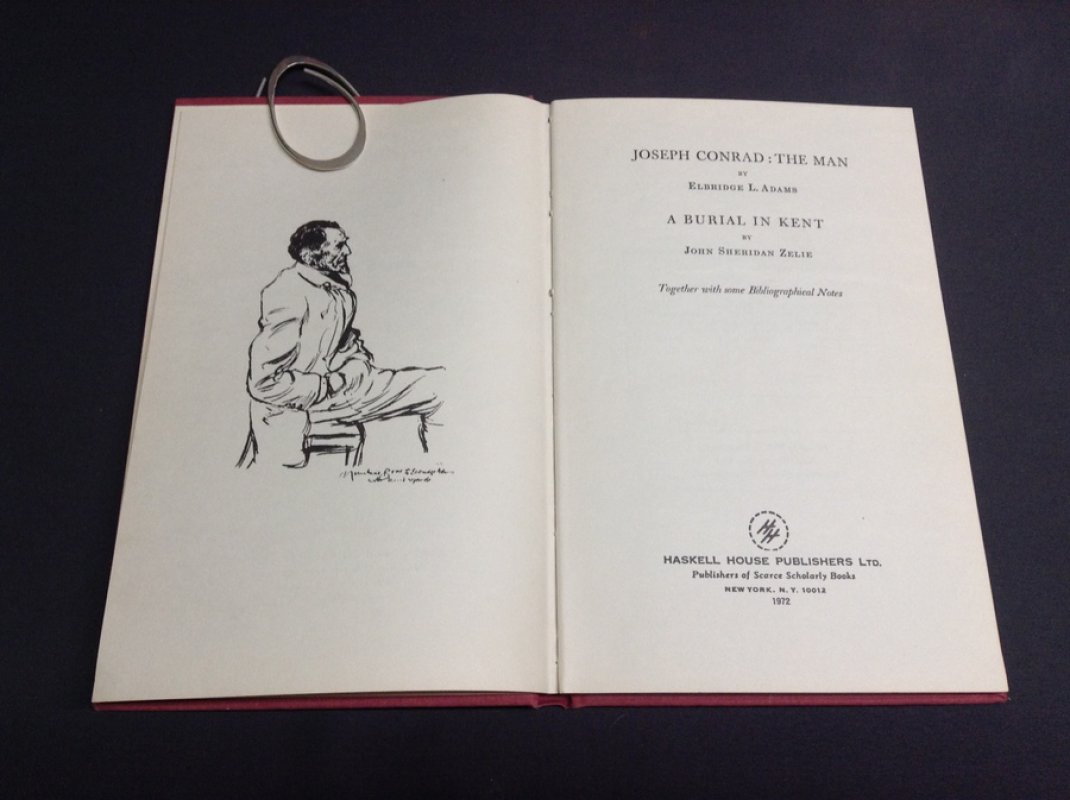 JOSEPH CONRAD : THE MAN
BY
ELBRIDGE L. ADAMS
A BURIAL IN KENT
BY
JOHN SHERIDAN ZELIE
Together with some Bibliographical Notes
HH
HASKELL HOUSE PUBLISHERS LTD.
Publishers of Scarce Scholarly Books
NEW YORK, N. Y. 10012
1972